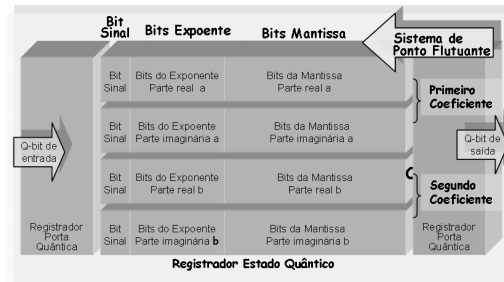 Bit
Sinal
Bits Expoente
Bits Mantissa
Sistema de
Ponto Flutuante
Bit
Sinal
Bits do Exponente
Parte real a
Bits da Mantissa
Parte real a
Primeiro
Coeficiente
Bit
Sinal
Bits do Expoente
Parte imaginária a
Bits da Mantissa
Parte imaginária a
Q-bit de
entrada
Q-bit de
saída
Bit
Sinal
Bits do Expoente
Parte real b
Bits da Mantissa
Parte real b
Segundo
Coeficiente
Registrador
Porta
Quântica
Bit
Sinal
Bits do Expoente
Parte imaginária b
Bits da Mantissa
Parte imaginária b
Registrador
Porta
Quântica
Registrador Estado Quântico